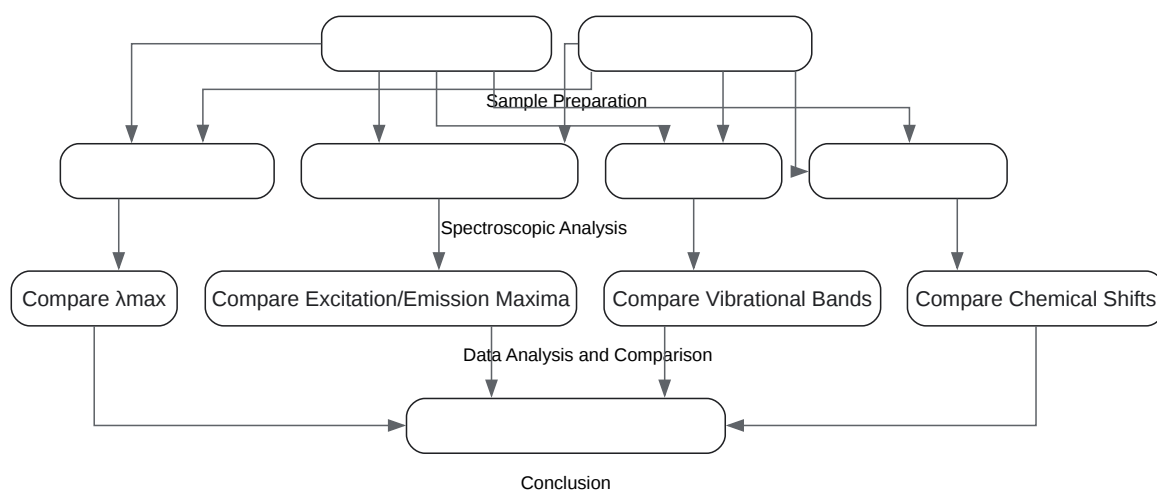 Sample Preparation
Spectroscopic Analysis
Compare λmax
Compare Excitation/Emission Maxima
Compare Vibrational Bands
Compare Chemical Shifts
Data Analysis and Comparison
Conclusion